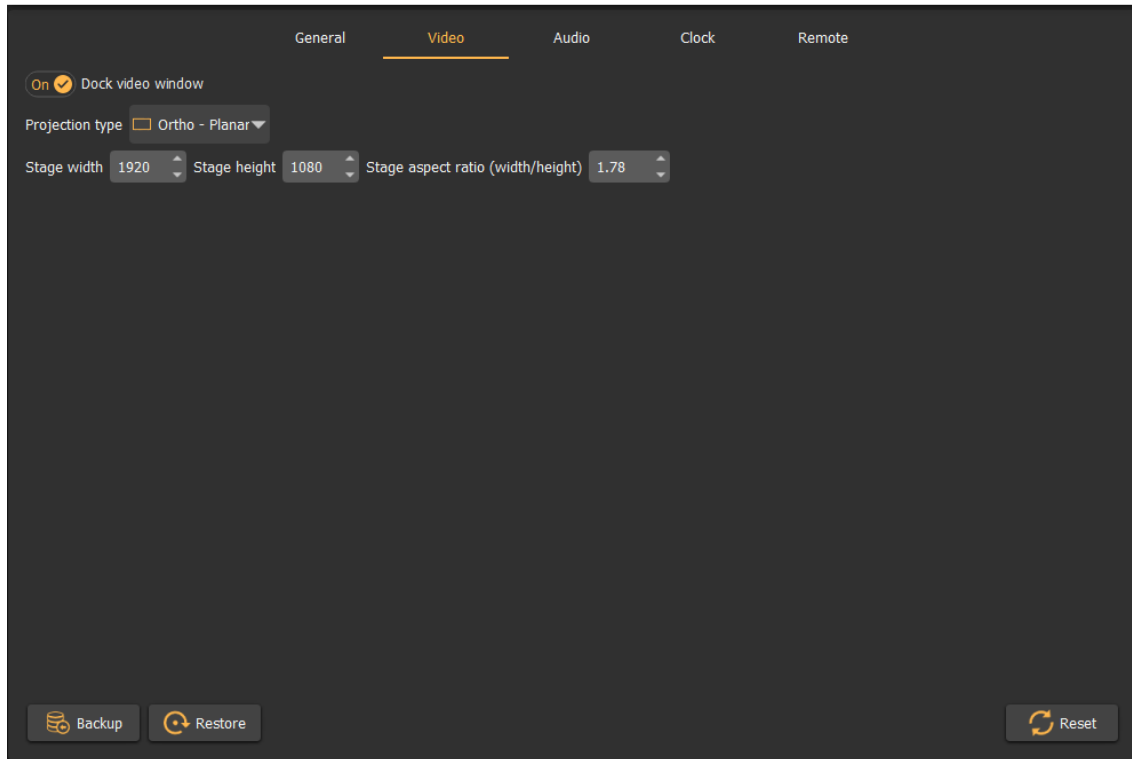 General Video Audio Clock Remote
On Dock video window
Projection type Ortho - Planar
Stage width 1920 Stage height 1080 Stage aspect ratio (width/height) 1.78
Backup Restore Reset